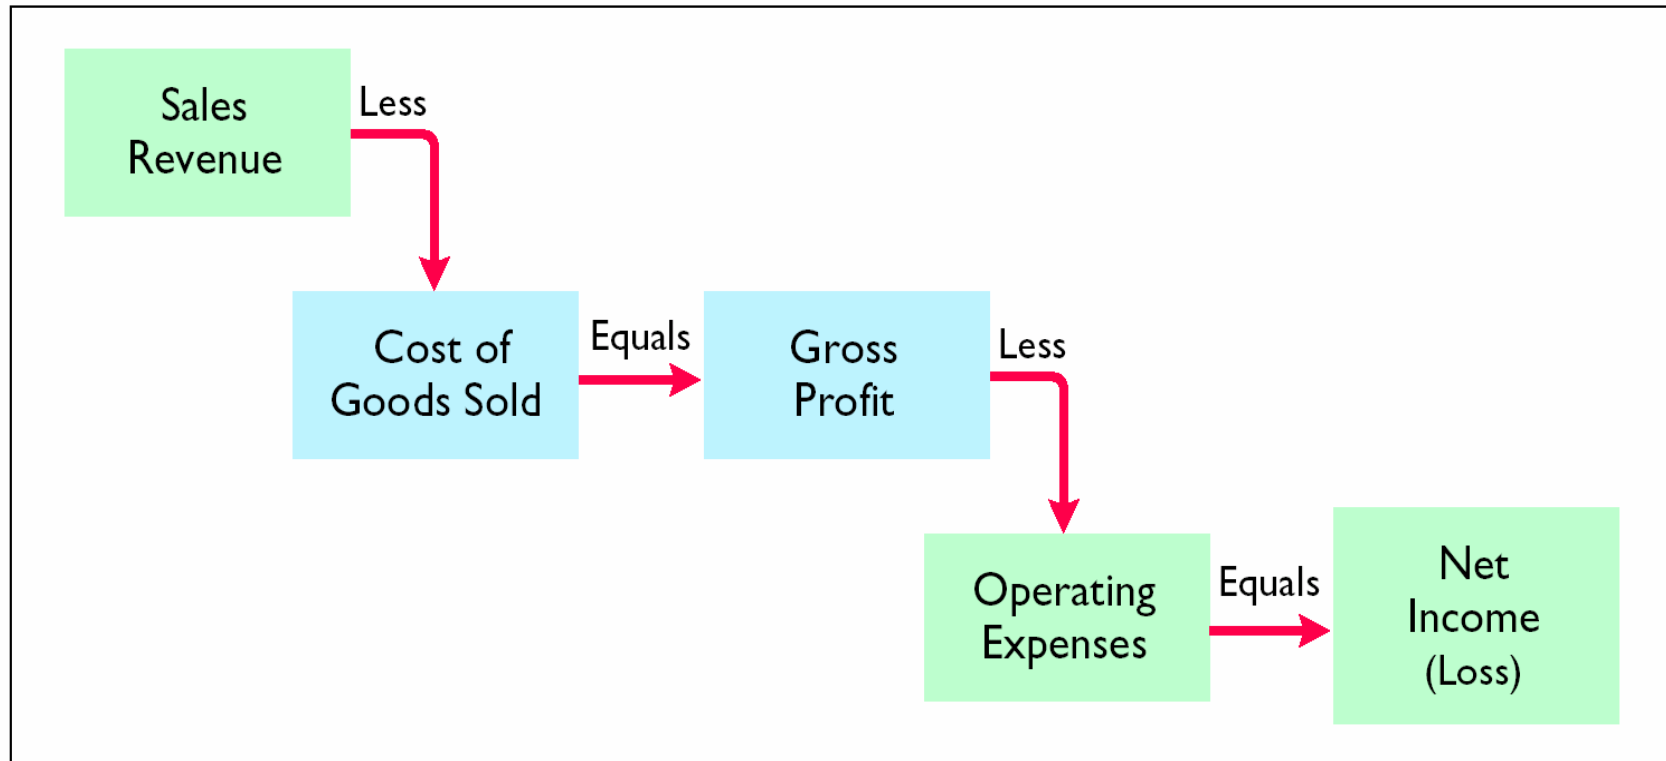 Sales
Revenue
Less
Cost of
Goods Sold
Equals
Gross
Profit
Less
Operating
Expenses
Equals
Net
Income
(Loss)